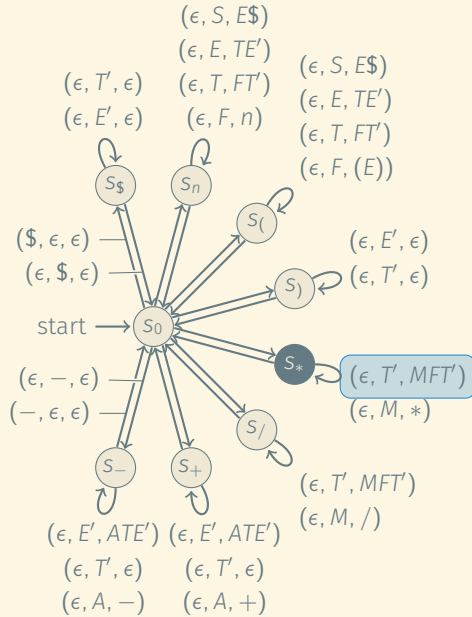 (ϵ, S, E$)
(ϵ, E, TE′)
(ϵ, T, FT′)
(ϵ, F, n)
(ϵ, S, E$)
(ϵ, E, TE′)
(ϵ, T, FT′)
(ϵ, F, (E))
(ϵ, T′, ϵ)
(ϵ, E′, ϵ)
S$
Sn
S(
($, ϵ, ϵ)
(ϵ, $, ϵ)
(ϵ, E′, ϵ)
(ϵ, T′, ϵ)
S)
start
S0
S*
(ϵ, T′, MFT′)
(ϵ, M, *)
(ϵ, −, ϵ)
(−, ϵ, ϵ)
S/
S−
S+
(ϵ, T′, MFT′)
(ϵ, M, /)
(ϵ, E′, ATE′)
(ϵ, T′, ϵ)
(ϵ, A, −)
(ϵ, E′, ATE′)
(ϵ, T′, ϵ)
(ϵ, A, +)